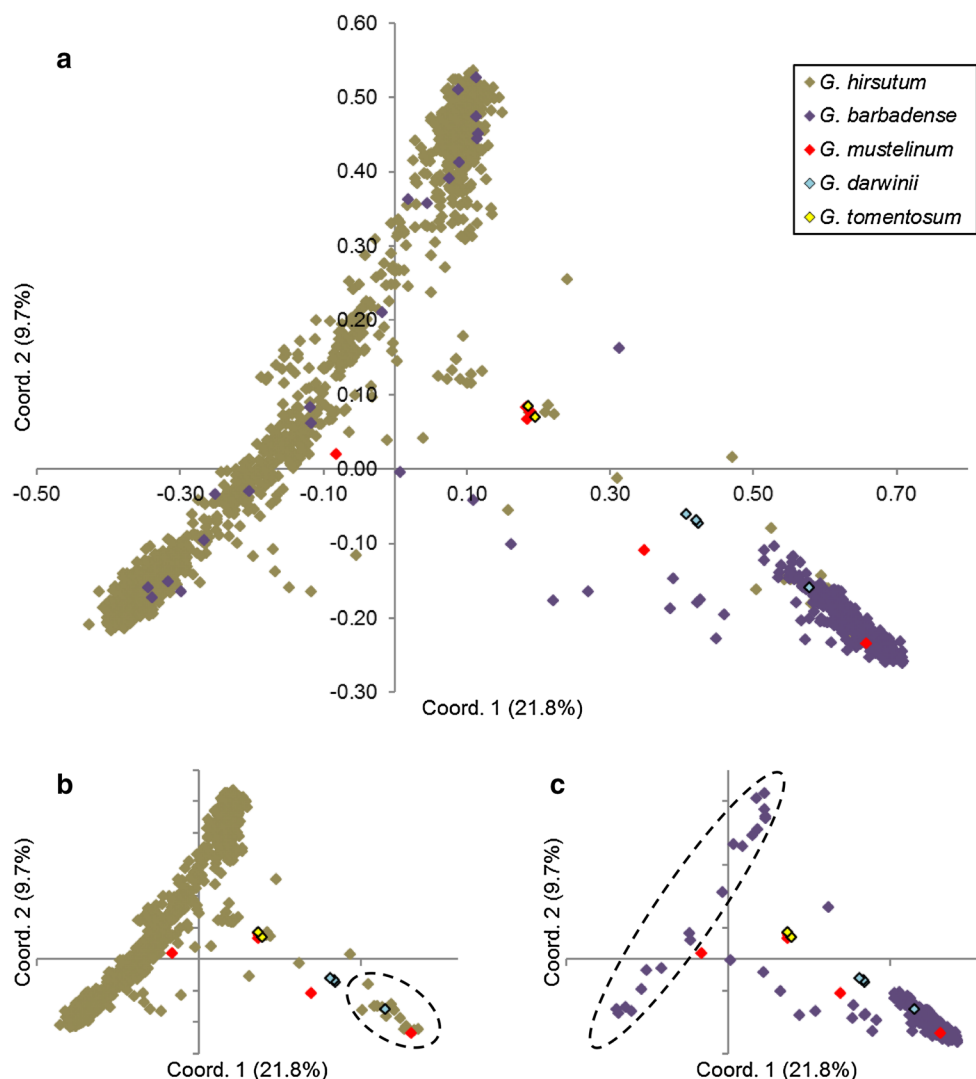 a
0.60
0.50
0.40
0.30
0.20
0.10
0.00
-0.10
-0.20
-0.30
-0.50
-0.30
-0.10
0.10
0.30
0.50
0.70
Coord. 2 (9.7%)
Coord. 1 (21.8%)
G. hirsutum
G. barbadense
G. mustelinum
G. darwinii
G. tomentosum
b
Coord. 2 (9.7%)
Coord. 1 (21.8%)
c
Coord. 2 (9.7%)
Coord. 1 (21.8%)